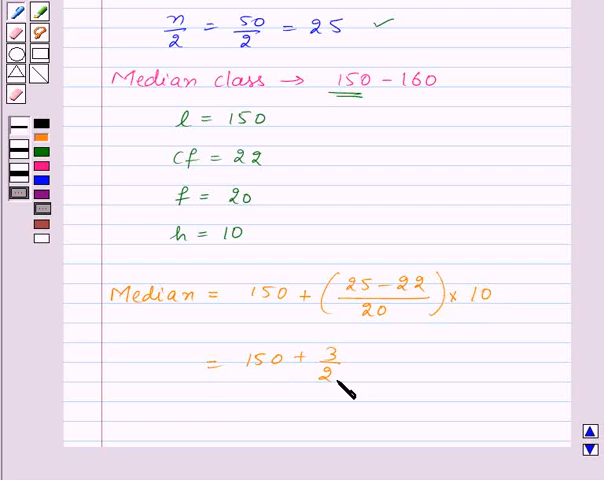 n/2 = 50/2 = 25 ✓
Median class → 150 - 160
l = 150
cf = 22
f = 20
h = 10
Median = 150 + ( 25 - 22 / 20 ) × 10
= 150 + 3/2